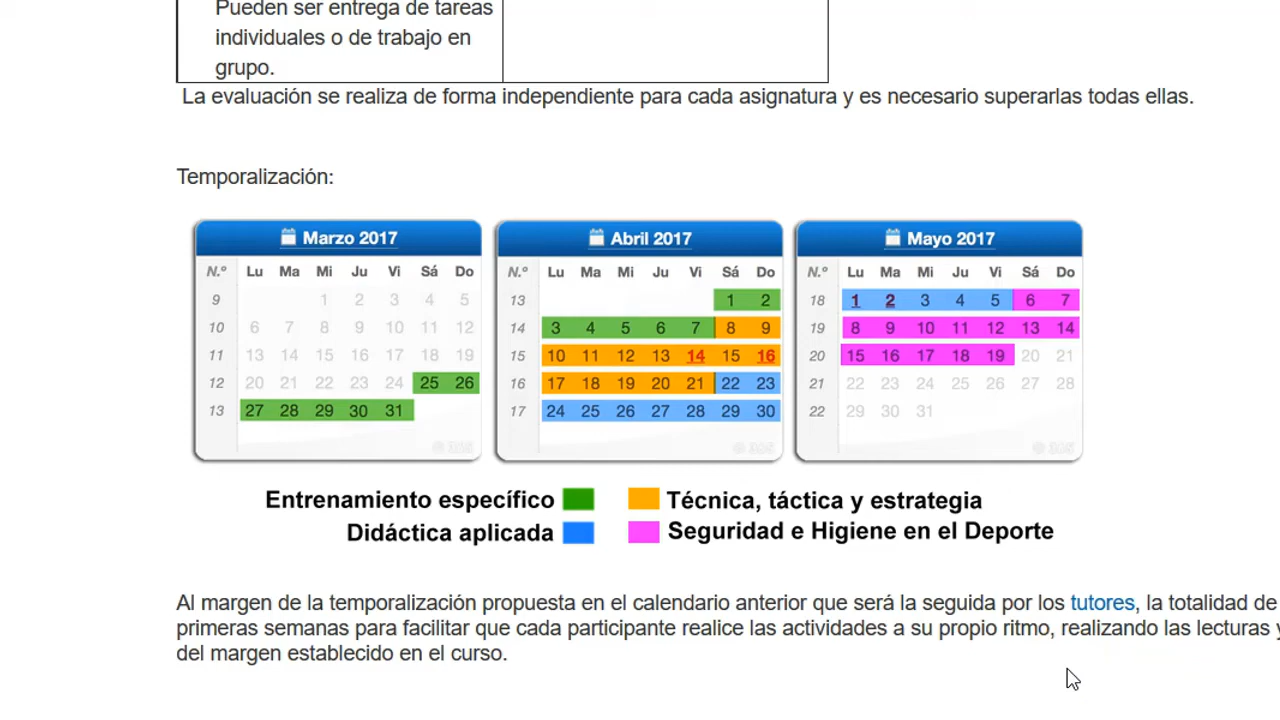 Pueden ser entrega de tareas
individuales o de trabajo en
grupo.
La evaluación se realiza de forma independiente para cada asignatura y es necesario superarlas todas ellas.
Temporalización:
Marzo 2017
N.º Lu Ma Mi Ju Vi Sá Do
9 1 2 3 4 5
10 6 7 8 9 10 11 12
11 13 14 15 16 17 18 19
12 20 21 22 23 24 25 26
13 27 28 29 30 31
Abril 2017
N.º Lu Ma Mi Ju Vi Sá Do
13 1 2
14 3 4 5 6 7 8 9
15 10 11 12 13 14 15 16
16 17 18 19 20 21 22 23
17 24 25 26 27 28 29 30
Mayo 2017
N.º Lu Ma Mi Ju Vi Sá Do
18 1 2 3 4 5 6 7
19 8 9 10 11 12 13 14
20 15 16 17 18 19 20 21
21 22 23 24 25 26 27 28
22 29 30 31
Entrenamiento específico
Técnica, táctica y estrategia
Didáctica aplicada
Seguridad e Higiene en el Deporte
Al margen de la temporalización propuesta en el calendario anterior que será la seguida por los tutores, la totalidad de
primeras semanas para facilitar que cada participante realice las actividades a su propio ritmo, realizando las lecturas y
del margen establecido en el curso.